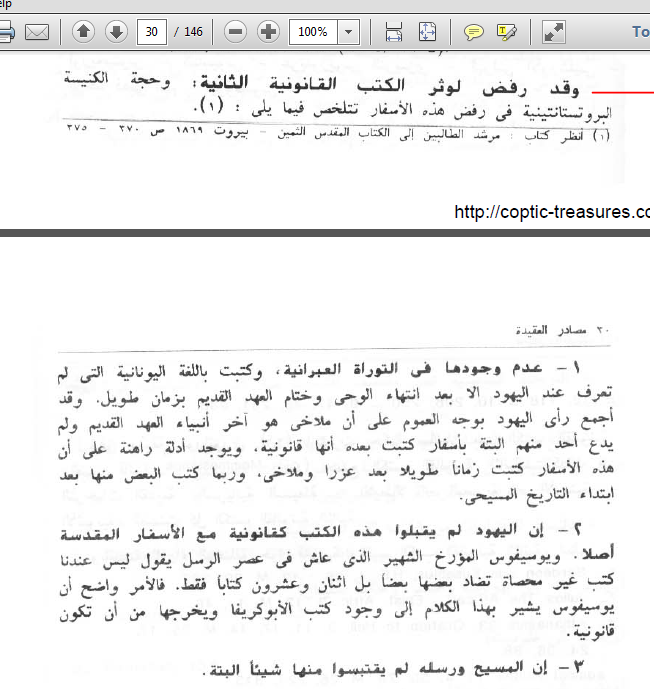 elp
30 / 146
100%
To
وقد رفض لوثر الكتب القانونية الثانية: وحجة الكنيسة
البروتستانتينية فى رفض هذه الأسفار تتلخص فيما يلى : (١).
(١) أنظر كتاب : مرشد الطالبين إلى الكتاب المقدس الثمين - بيروت ١٨٦٩ ص ٢٧٠ - ٢٧٥
http://coptic-treasures.co
٢٠ مصادر العقيدة
١- عدم وجودها فى التوراة العبرانية، وكتبت باللغة اليونانية التى لم
تعرف عند اليهود الا بعد انتهاء الوحى وختام العهد القديم بزمان طويل. وقد
أجمع رأى اليهود بوجه العموم على أن ملاخى هو آخر أنبياء العهد القديم ولم
يدع أحد منهم البتة بأسفار كتبت بعده أنها قانونية. ويوجد أدلة راهنة على أن
هذه الأسفار كتبت زماناً طويلا بعد عزرا وملاخى، وربما كتب البعض منها بعد
ابتداء التاريخ المسيحى.
٢- إن اليهود لم يقبلوا هذه الكتب كقانونية مع الأسفار المقدسة
أصلا. ويوسيفوس المؤرخ الشهير الذى عاش فى عصر الرسل يقول ليس عندنا
كتب غير محصاة تضاد بعضها بعضاً بل اثنان وعشرون كتاباً فقط. فالأمر واضح أن
يوسيفوس يشير بهذا الكلام إلى وجود كتب الأبوكريفا ويخرجها من أن تكون
قانونية.
٣- إن المسيح ورسله لم يقتبسوا منها شيئاً البتة.